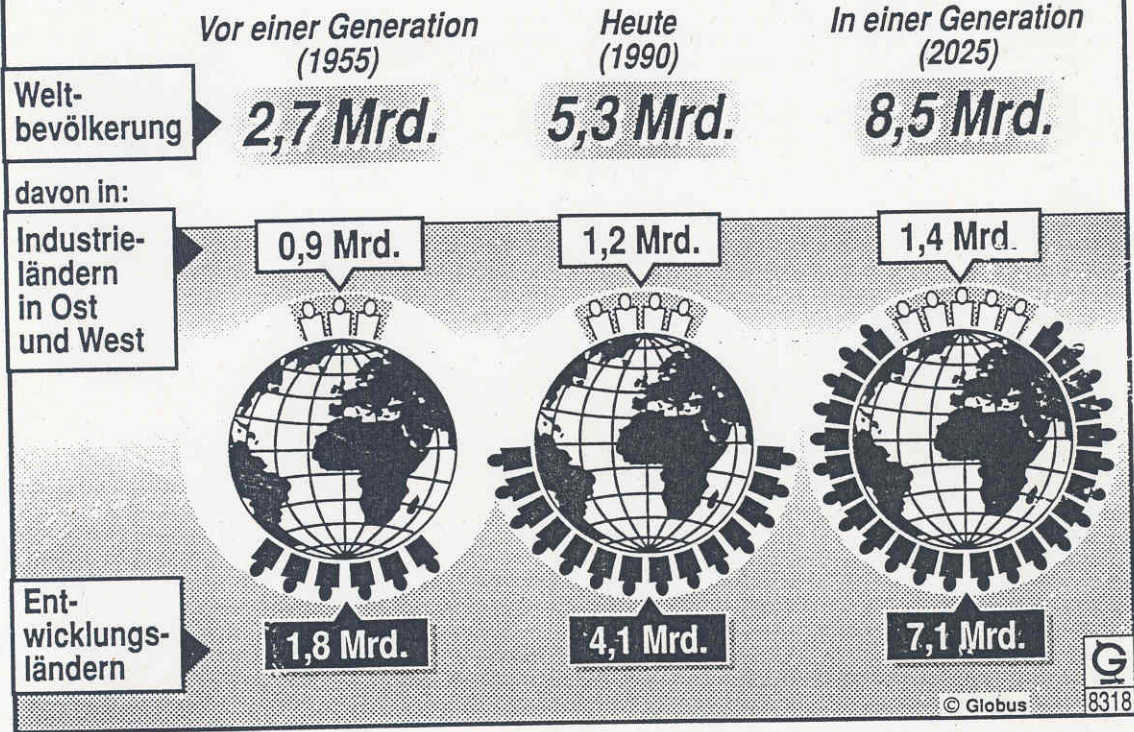 Vor einer Generation
(1955)
Heute
(1990)
In einer Generation
(2025)
Welt-
bevölkerung
2,7 Mrd.
5,3 Mrd.
8,5 Mrd.
davon in:
Industrie-
ländern
in Ost
und West
0,9 Mrd.
1,2 Mrd.
1,4 Mrd.
Ent-
wicklungs-
ländern
1,8 Mrd.
4,1 Mrd.
7,1 Mrd.
G
© Globus
8318